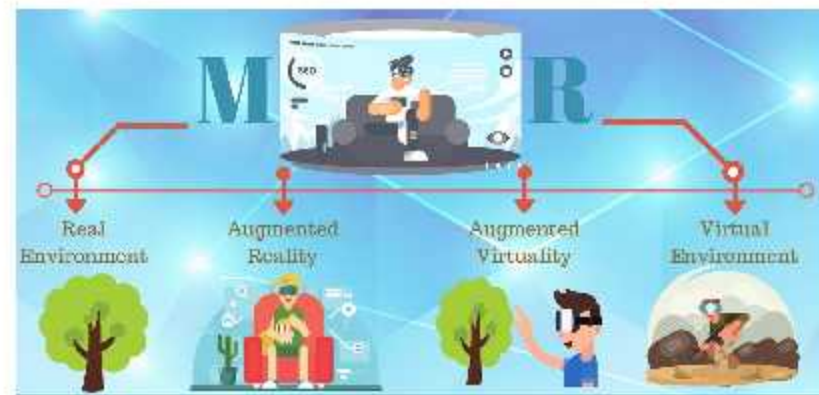 M R
Real
Environment
Augmented
Reality
Augmented
Virtuality
Virtual
Environment